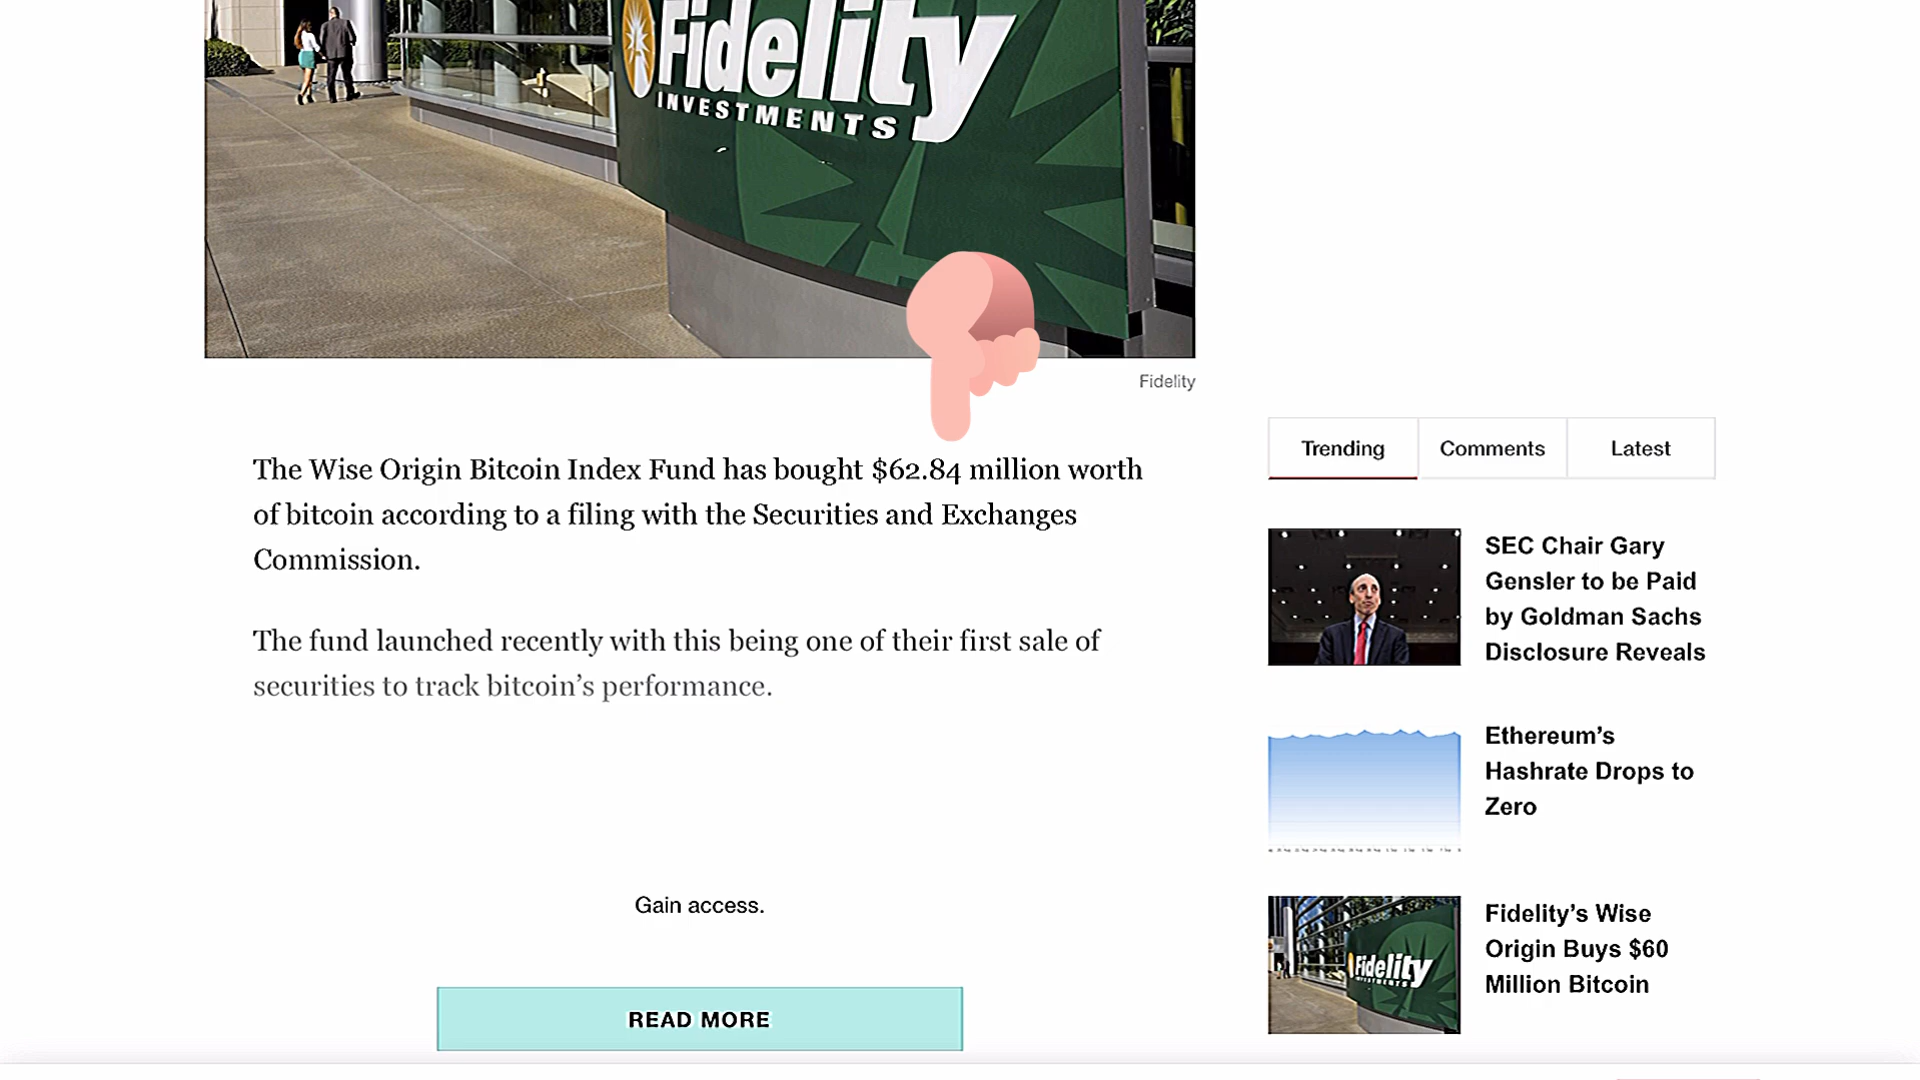 Fidelity
INVESTMENTS
Fidelity
The Wise Origin Bitcoin Index Fund has bought $62.84 million worth
of bitcoin according to a filing with the Securities and Exchanges
Commission.
The fund launched recently with this being one of their first sale of
securities to track bitcoin’s performance.
Gain access.
READ MORE
Trending
Comments
Latest
SEC Chair Gary
Gensler to be Paid
by Goldman Sachs
Disclosure Reveals
Ethereum’s
Hashrate Drops to
Zero
Fidelity
INVESTMENTS
Fidelity’s Wise
Origin Buys $60
Million Bitcoin